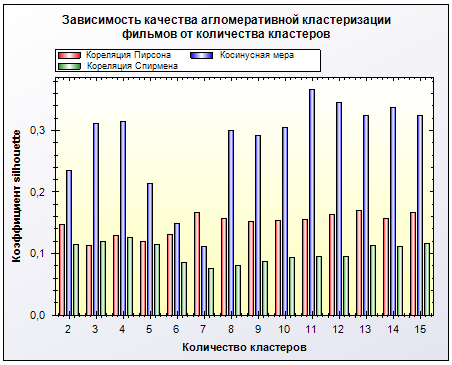 Зависимость качества агломеративной кластеризации
фильмов от количества кластеров
Кореляция Пирсона
Косинусная мера
Кореляция Спирмена
Коэффициент silhouette
0,3
0,2
0,1
0,0
2 3 4 5 6 7 8 9 10 11 12 13 14 15
Количество кластеров